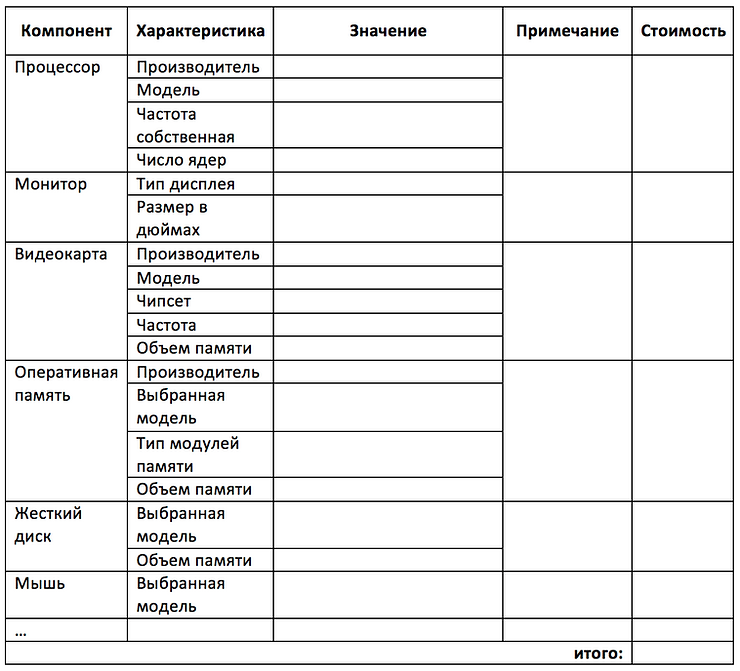 Компонент Характеристика Значение Примечание Стоимость
Процессор Производитель
Модель
Частота
собственная
Число ядер
Монитор Тип дисплея
Размер в
дюймах
Видеокарта Производитель
Модель
Чипсет
Частота
Объем памяти
Оперативная Производитель
память Выбранная
модель
Тип модулей
памяти
Объем памяти
Жесткий Выбранная
диск модель
Объем памяти
Мышь Выбранная
модель
...
итого: